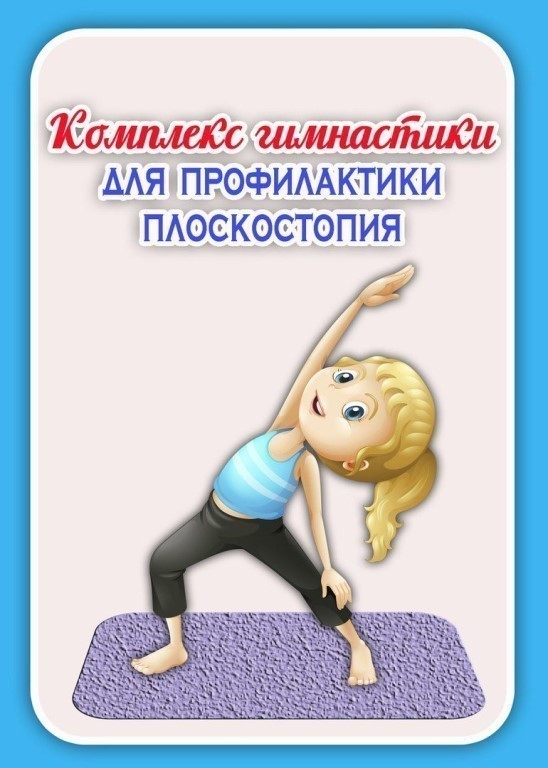 Комплекс гимнастики
для профилактики
плоскостопия